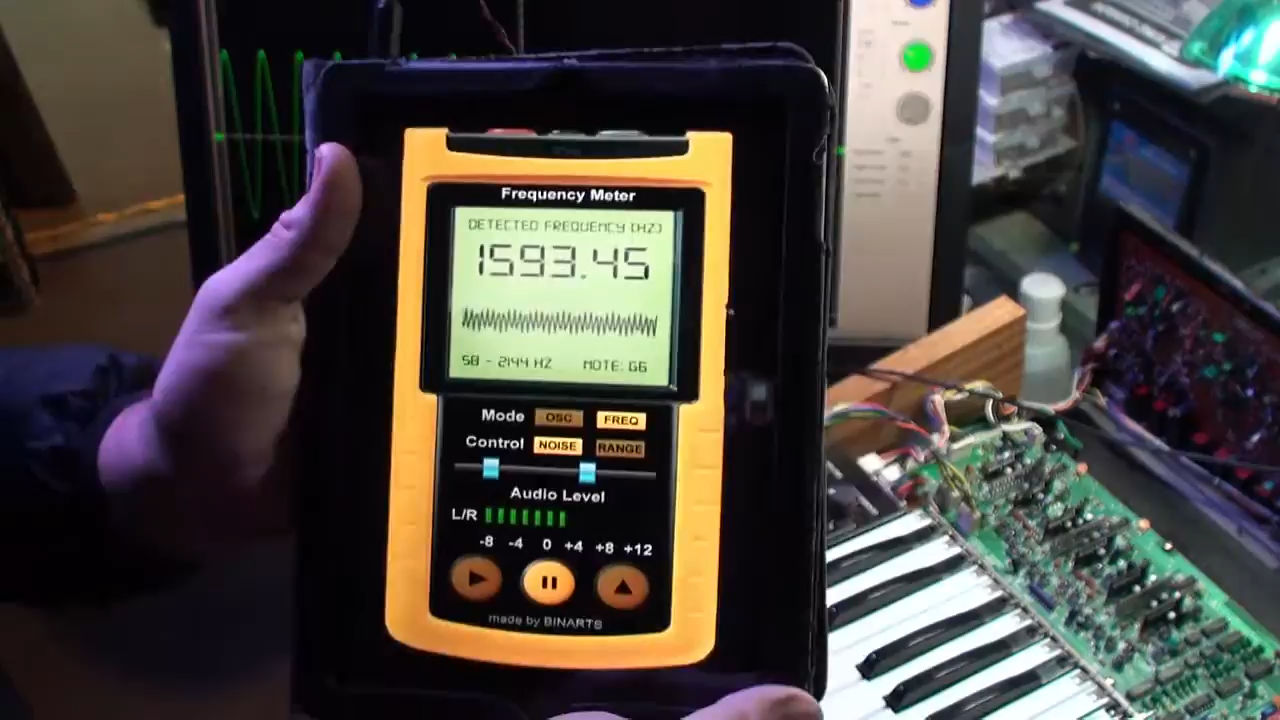 Frequency Meter
DETECTED FREQUENCY (HZ)
1593.45
58 - 2144 HZ NOTE: G6
Mode OSC FREQ
Control NOISE RANGE
Audio Level
L/R
-8 -4 0 +4 +8 +12
made by BINARTS